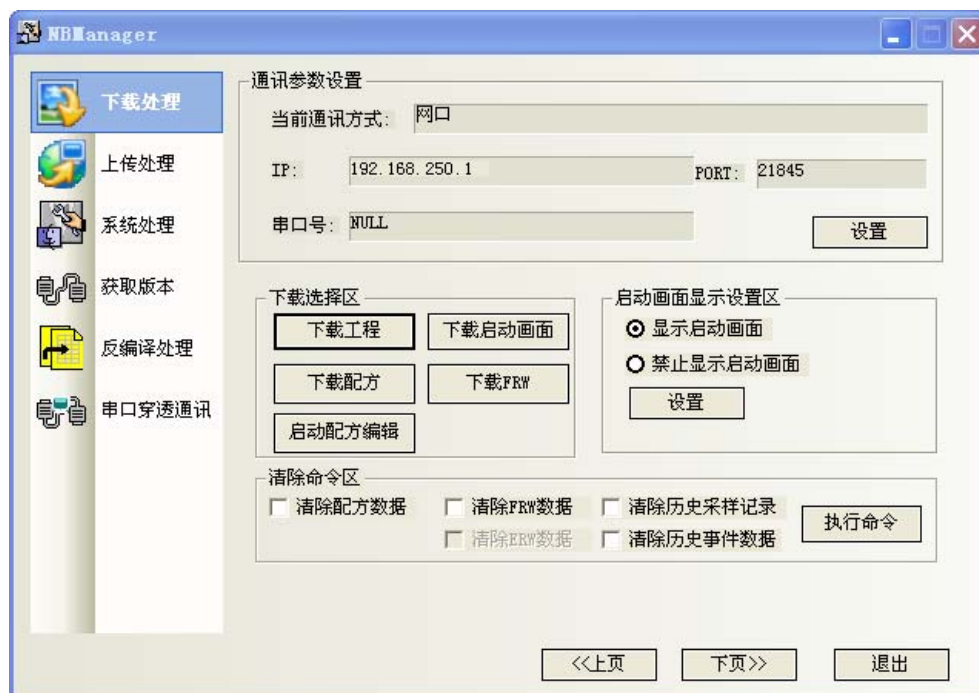 NBManager
下载处理
上传处理
系统处理
获取版本
反编译处理
串口穿透通讯
通讯参数设置
当前通讯方式: 网口
IP: 192.168.250.1 PORT: 21845
串口号: NULL 设置
下载选择区
下载工程 下载启动画面
下载配方 下载FRW
启动配方编辑
启动画面显示设置区
显示启动画面
禁止显示启动画面
设置
清除命令区
清除配方数据 清除FRW数据 清除历史采样记录 执行命令
清除ERW数据 清除历史事件数据
<<上页 下页>> 退出